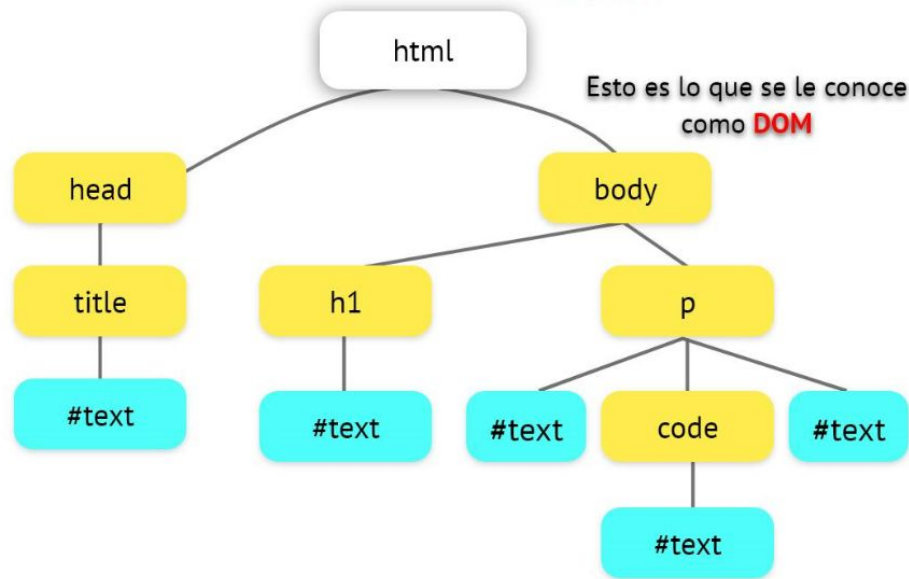 html
Esto es lo que se le conoce
como DOM
head
body
title
h1
p
#text
#text
#text
code
#text
#text